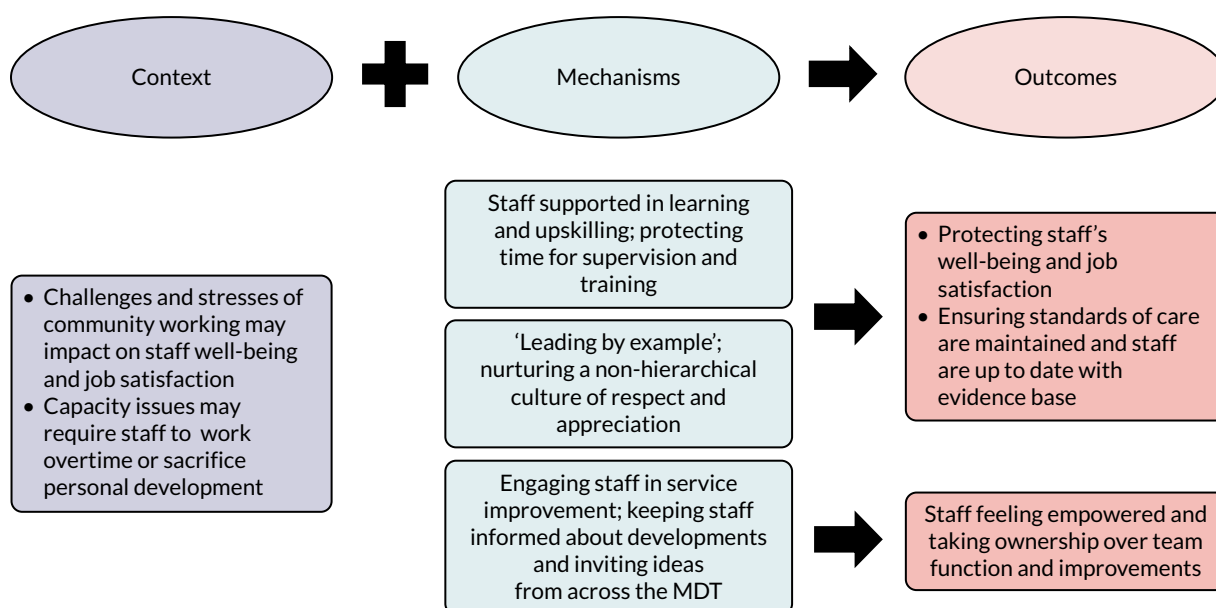 Context
Mechanisms
Outcomes
• Challenges and stresses of
community working may
impact on staff well-being
and job satisfaction
• Capacity issues may
require staff to work
overtime or sacrifice
personal development
Staff supported in learning
and upskilling; protecting
time for supervision and
training
‘Leading by example’;
nurturing a non-hierarchical
culture of respect and
appreciation
Engaging staff in service
improvement; keeping staff
informed about developments
and inviting ideas
from across the MDT
• Protecting staff’s
well-being and job
satisfaction
• Ensuring standards of care
are maintained and staff
are up to date with
evidence base
Staff feeling empowered and
taking ownership over team
function and improvements